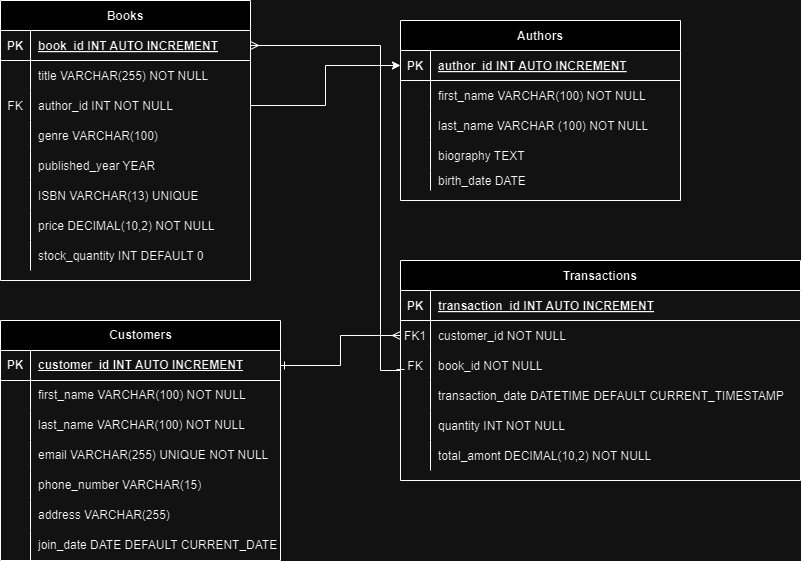 Books
PK book_id INT AUTO INCREMENT
title VARCHAR(255) NOT NULL
FK author_id INT NOT NULL
genre VARCHAR(100)
published_year YEAR
ISBN VARCHAR(13) UNIQUE
price DECIMAL(10,2) NOT NULL
stock_quantity INT DEFAULT 0
Authors
PK author_id INT AUTO INCREMENT
first_name VARCHAR(100) NOT NULL
last_name VARCHAR (100) NOT NULL
biography TEXT
birth_date DATE
Customers
PK customer_id INT AUTO INCREMENT
first_name VARCHAR(100) NOT NULL
last_name VARCHAR(100) NOT NULL
email VARCHAR(255) UNIQUE NOT NULL
phone_number VARCHAR(15)
address VARCHAR(255)
join_date DATE DEFAULT CURRENT_DATE
Transactions
PK transaction_id INT AUTO INCREMENT
FK1 customer_id NOT NULL
FK book_id NOT NULL
transaction_date DATETIME DEFAULT CURRENT_TIMESTAMP
quantity INT NOT NULL
total_amont DECIMAL(10,2) NOT NULL